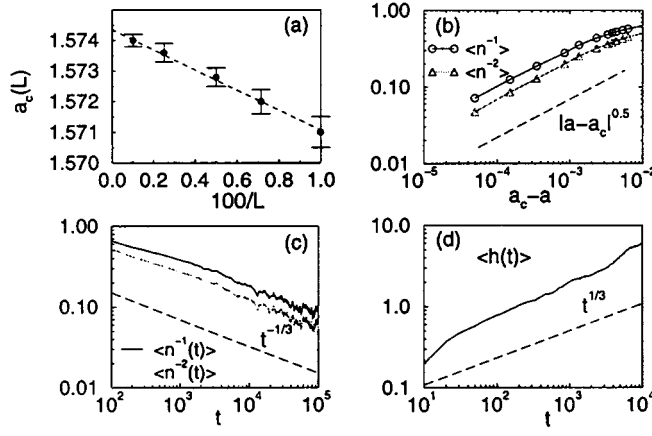 (a)
a_c(L)
1.574
1.573
1.572
1.571
1.570
0.0 0.2 0.4 0.6 0.8 1.0
100/L
(b)
<n^{-1}>
<n^{-2}>
|a−a_c|^{0.5}
1.00
0.10
0.01
10^{-5} 10^{-4} 10^{-3} 10^{-2}
a_c−a
(c)
1.00
0.10
0.01
t^{-1/3}
<n^{-1}(t)>
<n^{-2}(t)>
10^2 10^3 10^4 10^5
t
(d)
<h(t)>
10.0
1.0
0.1
t^{1/3}
10^1 10^2 10^3 10^4
t